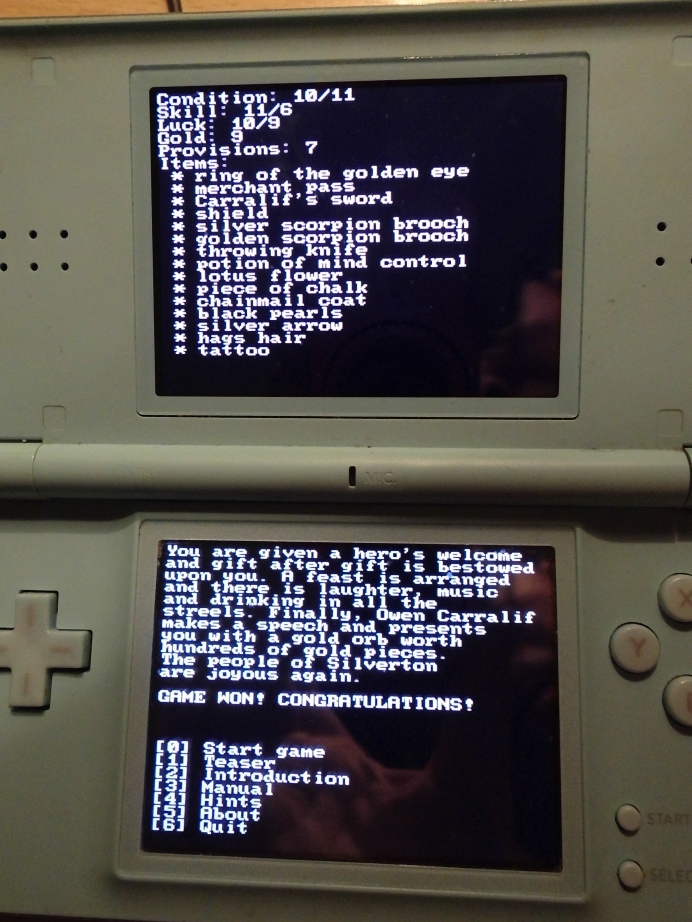 Condition: 10/11
Skill: 11/6
Luck: 10/9
Gold: 9
Provisions: 7
Items:
* ring of the golden eye
* merchant pass
* Carralif's sword
* shield
* silver scorpion brooch
* golden scorpion brooch
* throwing knife
* potion of mind control
* lotus flower
* piece of chalk
* chainmail coat
* black pearls
* silver arrow
* hags hair
* tattoo
MIC.
You are given a hero's welcome
and gift after gift is bestowed
upon you. A feast is arranged
and there is laughter, music
and drinking in all the
streels. Finally, Owen Carralif
makes a speech and presents
you with a gold orb worth
hundreds of gold pieces.
The people of Silverton
are joyous again.
GAME WON! CONGRATULATIONS!
[0] Start game
[1] Teaser
[2] Introduction
[3] Manual
[4] Hints
[5] About
[6] Quit
X
Y
START
SELEC